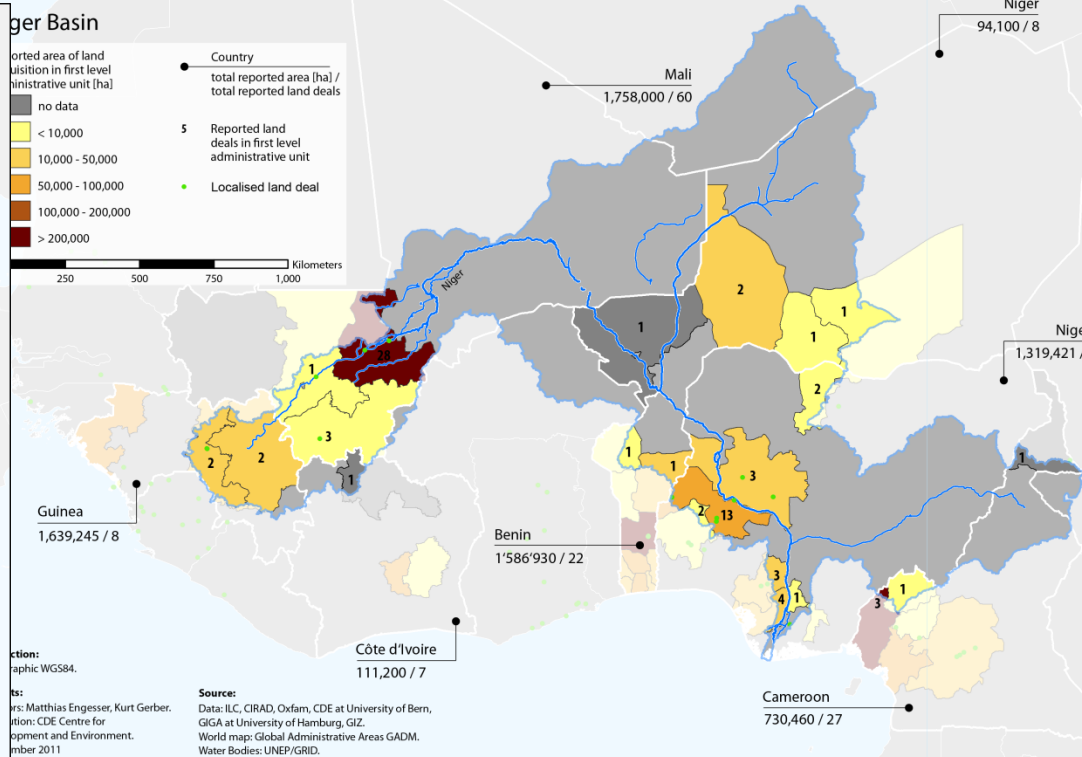 ger Basin
orted area of land
uisition in first level
ministrative unit [ha]
no data
< 10,000
10,000 - 50,000
50,000 - 100,000
100,000 - 200,000
> 200,000
Country
total reported area [ha] /
total reported land deals
5 Reported land
deals in first level
administrative unit
Localised land deal
Kilometers
250 500 750 1,000
Niger
94,100 / 8
Mali
1,758,000 / 60
Niger
2
1
1
1
Nige
1,319,421 /
28
1
2
3
1
1
3
1
2
2
1
2
13
Guinea
1,639,245 / 8
Benin
1'586'930 / 22
3
4
1
1
3
Côte d'Ivoire
111,200 / 7
Cameroon
730,460 / 27
ction:
raphic WGS84.
ts:
rs: Matthias Engesser, Kurt Gerber.
ution: CDE Centre for
opment and Environment.
mber 2011
Source:
Data: ILC, CIRAD, Oxfam, CDE at University of Bern,
GIGA at University of Hamburg, GIZ.
World map: Global Administrative Areas GADM.
Water Bodies: UNEP/GRID.